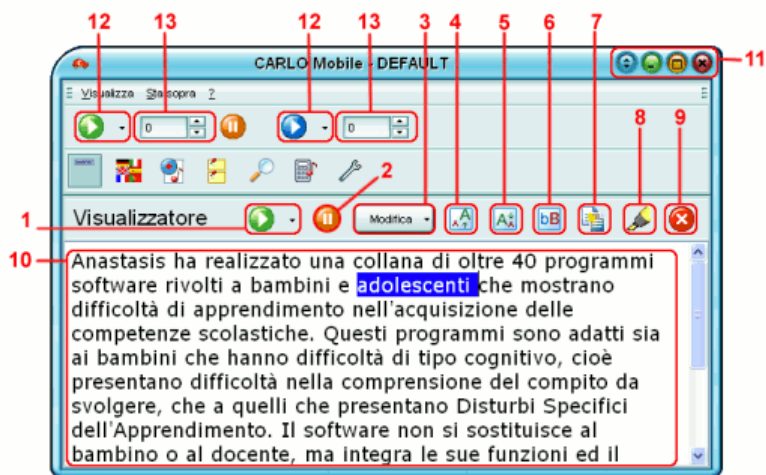 12 13 12 13 3 4 5 6 7
CARLO Mobile - DEFAULT
11
Visualizza Sta sopra ?
0 0
8 9
2
1
Visualizzatore Modifica
10
Anastasis ha realizzato una collana di oltre 40 programmi
software rivolti a bambini e adolescenti che mostrano
difficoltà di apprendimento nell'acquisizione delle
competenze scolastiche. Questi programmi sono adatti sia
ai bambini che hanno difficoltà di tipo cognitivo, cioè
presentano difficoltà nella comprensione del compito da
svolgere, che a quelli che presentano Disturbi Specifici
dell'Apprendimento. Il software non si sostituisce al
bambino o al docente, ma integra le sue funzioni ed il